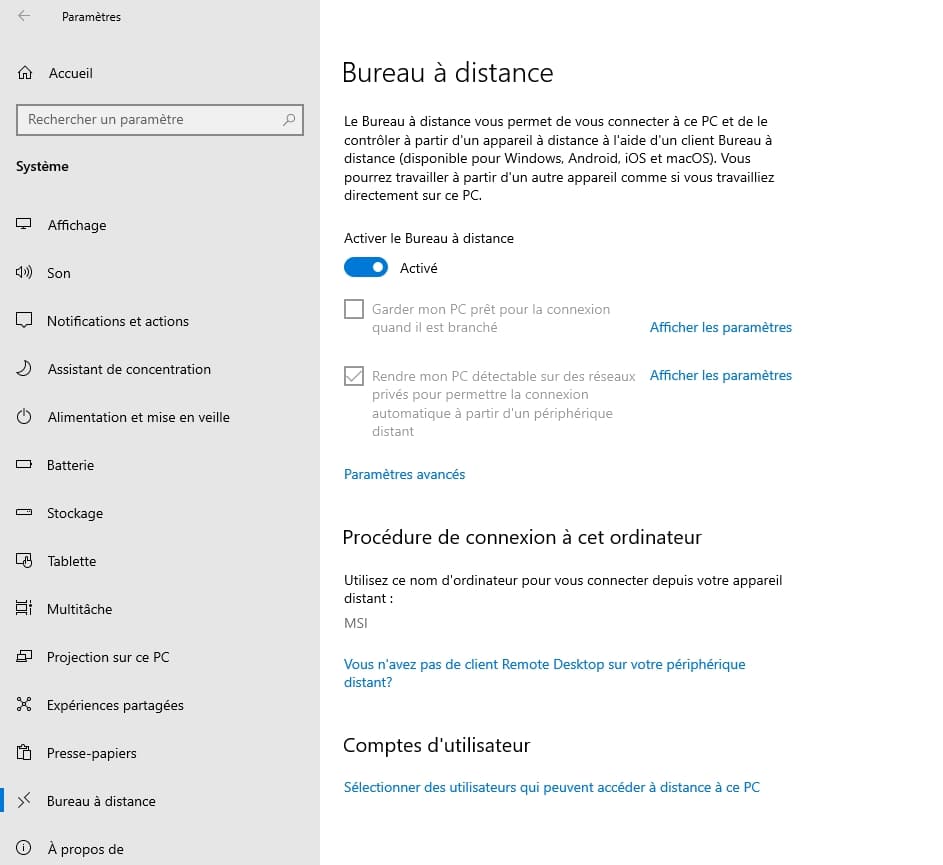 Paramètres
Accueil
Rechercher un paramètre
Système
Affichage
Son
Notifications et actions
Assistant de concentration
Alimentation et mise en veille
Batterie
Stockage
Tablette
Multitâche
Projection sur ce PC
Expériences partagées
Presse-papiers
Bureau à distance
À propos de
Bureau à distance
Le Bureau à distance vous permet de vous connecter à ce PC et de le
contrôler à partir d'un appareil à distance à l'aide d'un client Bureau à
distance (disponible pour Windows, Android, iOS et macOS). Vous
pourrez travailler à partir d'un autre appareil comme si vous travailliez
directement sur ce PC.
Activer le Bureau à distance
Activé
Garder mon PC prêt pour la connexion
quand il est branché
Afficher les paramètres
Rendre mon PC détectable sur des réseaux
privés pour permettre la connexion
automatique à partir d'un périphérique
distant
Afficher les paramètres
Paramètres avancés
Procédure de connexion à cet ordinateur
Utilisez ce nom d'ordinateur pour vous connecter depuis votre appareil
distant :
MSI
Vous n'avez pas de client Remote Desktop sur votre périphérique
distant?
Comptes d'utilisateur
Sélectionner des utilisateurs qui peuvent accéder à distance à ce PC